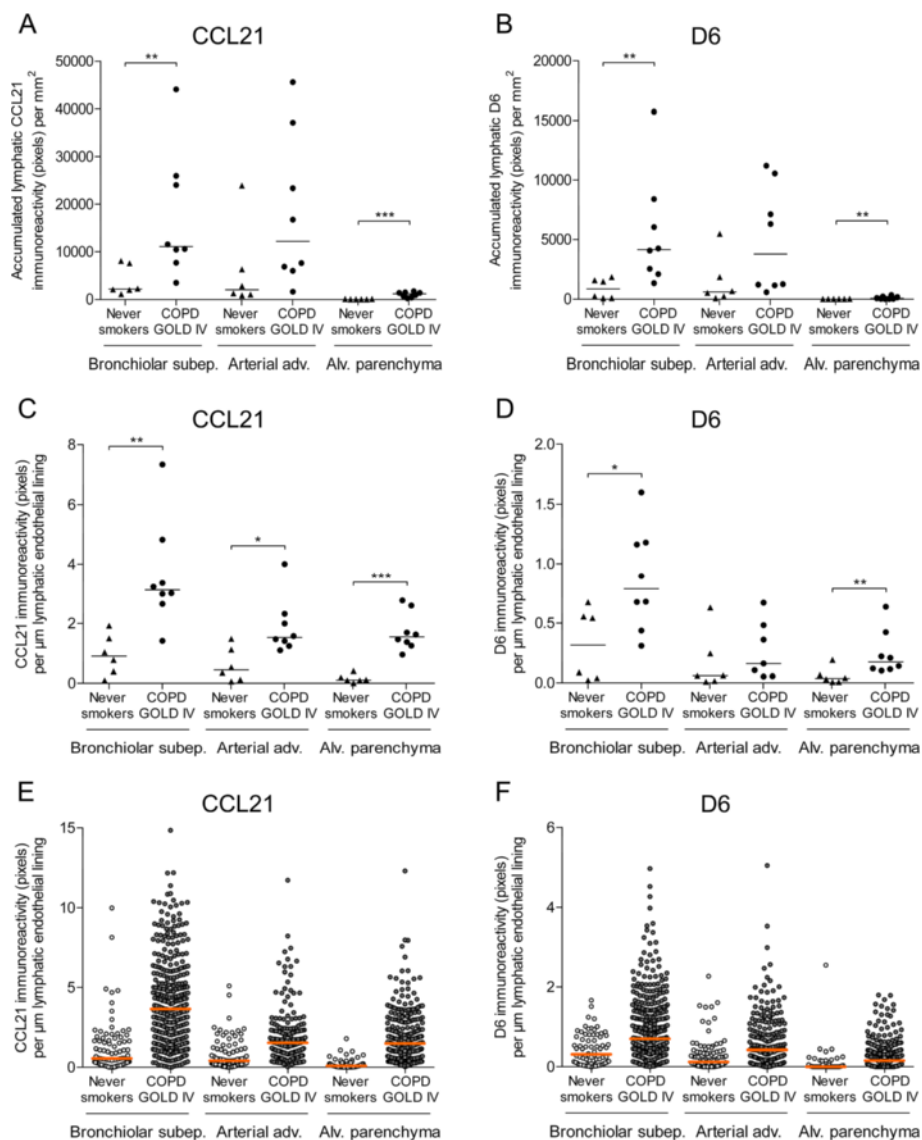 A
CCL21
Accumulated lymphatic CCL21
immunoreactivity (pixels) per mm²
50000
40000
30000
20000
10000
0
**
***
Never
smokers
COPD
GOLD IV
Never
smokers
COPD
GOLD IV
Never
smokers
COPD
GOLD IV
Bronchiolar subep.
Arterial adv.
Alv. parenchyma
B
D6
Accumulated lymphatic D6
immunoreactivity (pixels) per mm²
20000
15000
10000
5000
0
**
**
Never
smokers
COPD
GOLD IV
Never
smokers
COPD
GOLD IV
Never
smokers
COPD
GOLD IV
Bronchiolar subep.
Arterial adv.
Alv. parenchyma
C
CCL21
CCL21 immunoreactivity (pixels)
per µm lymphatic endothelial lining
8
6
4
2
0
**
*
***
Never
smokers
COPD
GOLD IV
Never
smokers
COPD
GOLD IV
Never
smokers
COPD
GOLD IV
Bronchiolar subep.
Arterial adv.
Alv. parenchyma
D
D6
D6 immunoreactivity (pixels)
per µm lymphatic endothelial lining
2.0
1.5
1.0
0.5
0.0
*
**
Never
smokers
COPD
GOLD IV
Never
smokers
COPD
GOLD IV
Never
smokers
COPD
GOLD IV
Bronchiolar subep.
Arterial adv.
Alv. parenchyma
E
CCL21
CCL21 immunoreactivity (pixels)
per µm lymphatic endothelial lining
15
10
5
0
Never
smokers
COPD
GOLD IV
Never
smokers
COPD
GOLD IV
Never
smokers
COPD
GOLD IV
Bronchiolar subep.
Arterial adv.
Alv. parenchyma
F
D6
D6 immunoreactivity (pixels)
per µm lymphatic endothelial lining
6
4
2
0
Never
smokers
COPD
GOLD IV
Never
smokers
COPD
GOLD IV
Never
smokers
COPD
GOLD IV
Bronchiolar subep.
Arterial adv.
Alv. parenchyma